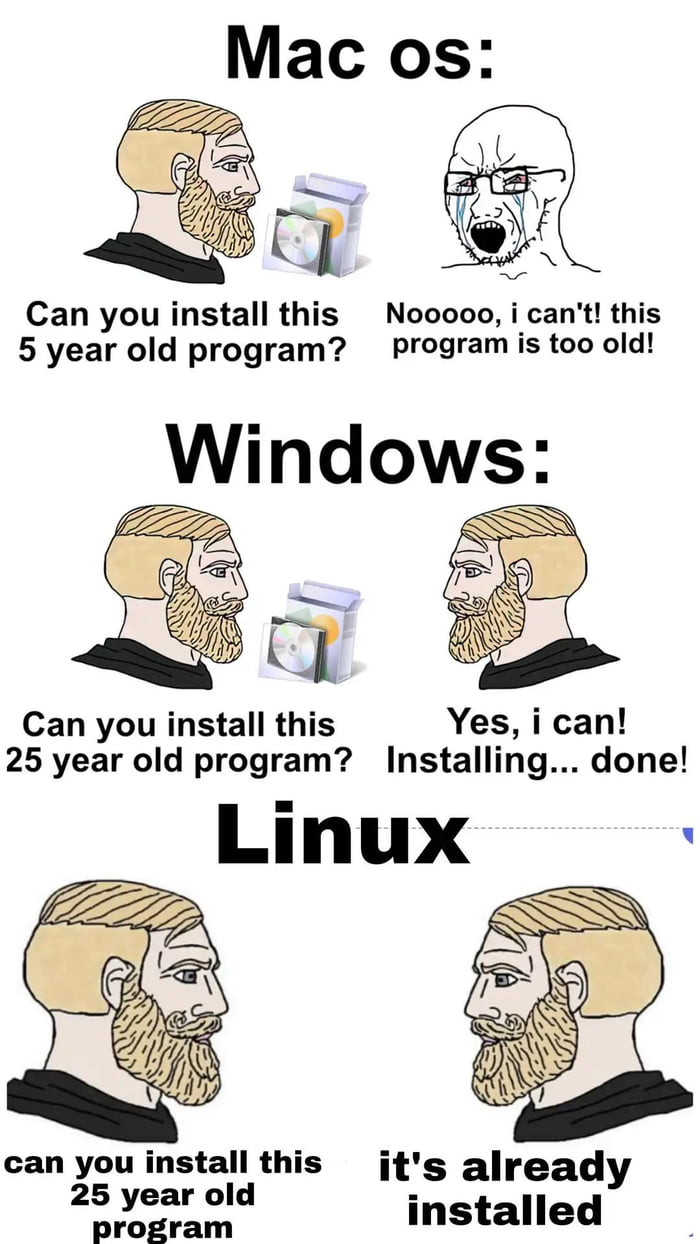 Mac os:
Can you install this
5 year old program?
Nooooo, i can't! this
program is too old!
Windows:
Can you install this
25 year old program?
Yes, i can!
Installing... done!
Linux
can you install this
25 year old
program
it's already
installed